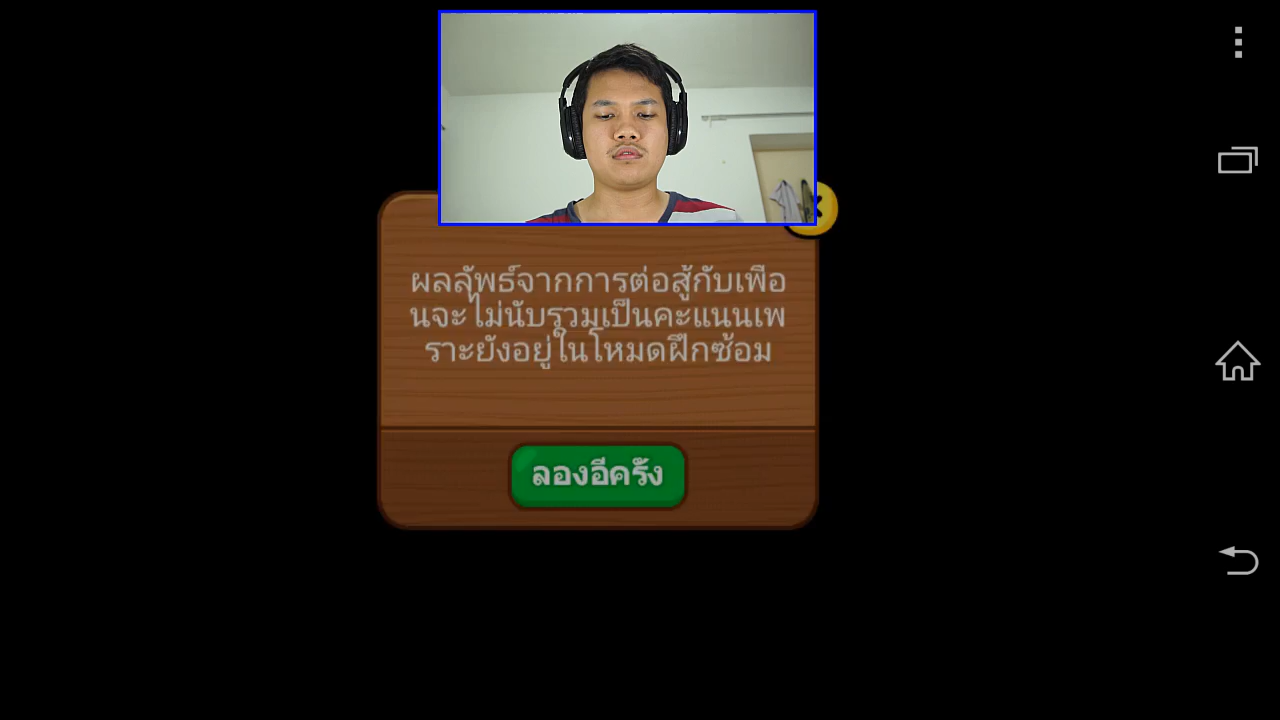 ผลลัพธ์จากการต่อสู้กับเพื่อ
นจะไม่นับรวมเป็นคะแนนเพ
ราะยังอยู่ในโหมดฝึกซ้อม
ลองอีครั้ง